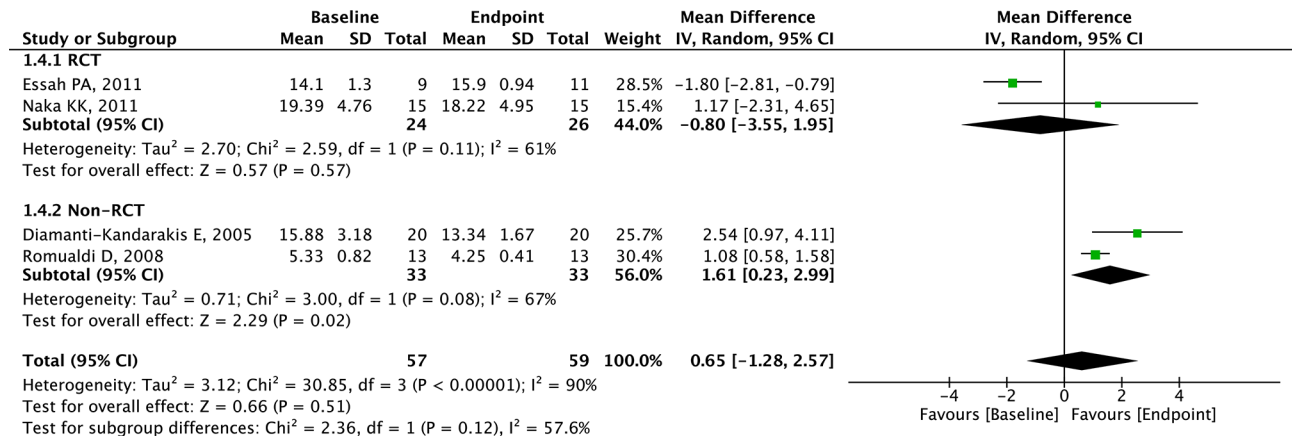 Baseline Endpoint Mean Difference Mean Difference
Study or Subgroup Mean SD Total Mean SD Total Weight IV, Random, 95% CI IV, Random, 95% CI
1.4.1 RCT
Essah PA, 2011 14.1 1.3 9 15.9 0.94 11 28.5% −1.80 [−2.81, −0.79]
Naka KK, 2011 19.39 4.76 15 18.22 4.95 15 15.4% 1.17 [−2.31, 4.65]
Subtotal (95% CI) 24 26 44.0% −0.80 [−3.55, 1.95]
Heterogeneity: Tau² = 2.70; Chi² = 2.59, df = 1 (P = 0.11); I² = 61%
Test for overall effect: Z = 0.57 (P = 0.57)
1.4.2 Non−RCT
Diamanti-Kandarakis E, 2005 15.88 3.18 20 13.34 1.67 20 25.7% 2.54 [0.97, 4.11]
Romualdi D, 2008 5.33 0.82 13 4.25 0.41 13 30.4% 1.08 [0.58, 1.58]
Subtotal (95% CI) 33 33 56.0% 1.61 [0.23, 2.99]
Heterogeneity: Tau² = 0.71; Chi² = 3.00, df = 1 (P = 0.08); I² = 67%
Test for overall effect: Z = 2.29 (P = 0.02)
Total (95% CI) 57 59 100.0% 0.65 [−1.28, 2.57]
Heterogeneity: Tau² = 3.12; Chi² = 30.85, df = 3 (P < 0.00001); I² = 90%
Test for overall effect: Z = 0.66 (P = 0.51)
Test for subgroup differences: Chi² = 2.36, df = 1 (P = 0.12), I² = 57.6%
−4 −2 0 2 4
Favours [Baseline] Favours [Endpoint]